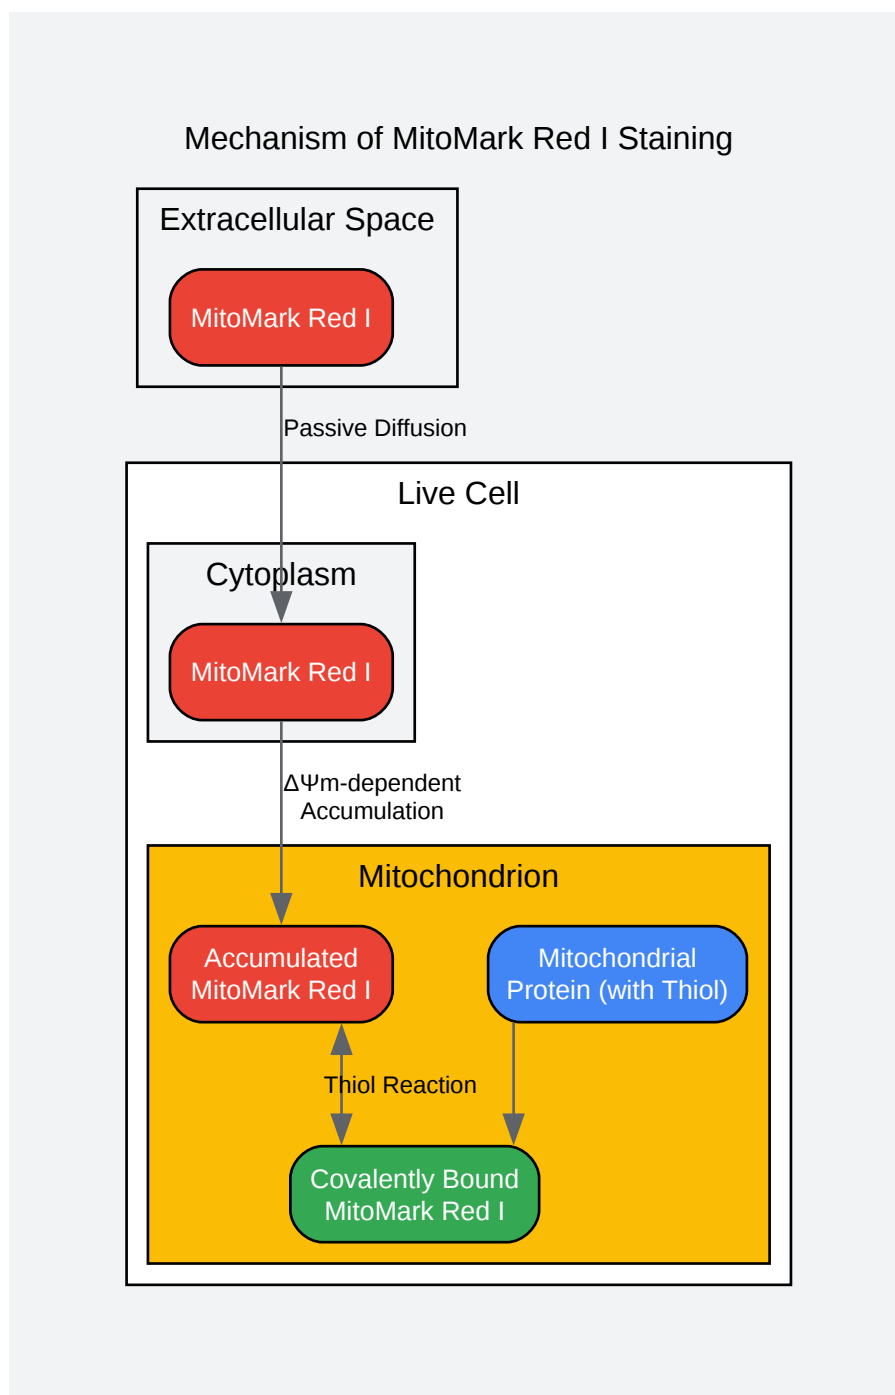 Mechanism of MitoMark Red I Staining
Extracellular Space
MitoMark Red I
Passive Diffusion
Live Cell
Cytoplasm
MitoMark Red I
ΔΨm-dependent
Accumulation
Mitochondrion
Accumulated
MitoMark Red I
Mitochondrial
Protein (with Thiol)
Thiol Reaction
Covalently Bound
MitoMark Red I